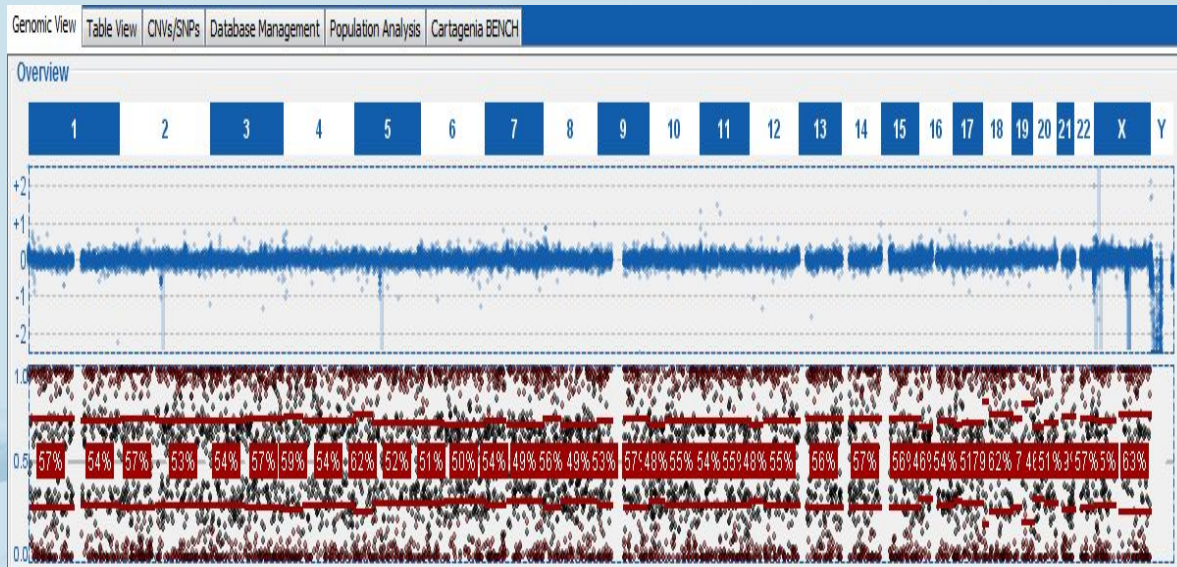 Genomic View Table View CNVs/SNPs Database Management Population Analysis Cartagenia BENCH
Overview
1 2 3 4 5 6 7 8 9 10 11 12 13 14 15 16 17 18 19 20 21 22 X Y
+2
+1
0
-1
-2
1.0
0.5 57% 54% 57% 53% 54% 57% 59% 54% 62% 52% 51% 50% 54% 49% 56% 49% 53% 48% 55% 54% 48% 55% 56% 57% 54% 62% 51% 57% 63%
0.0